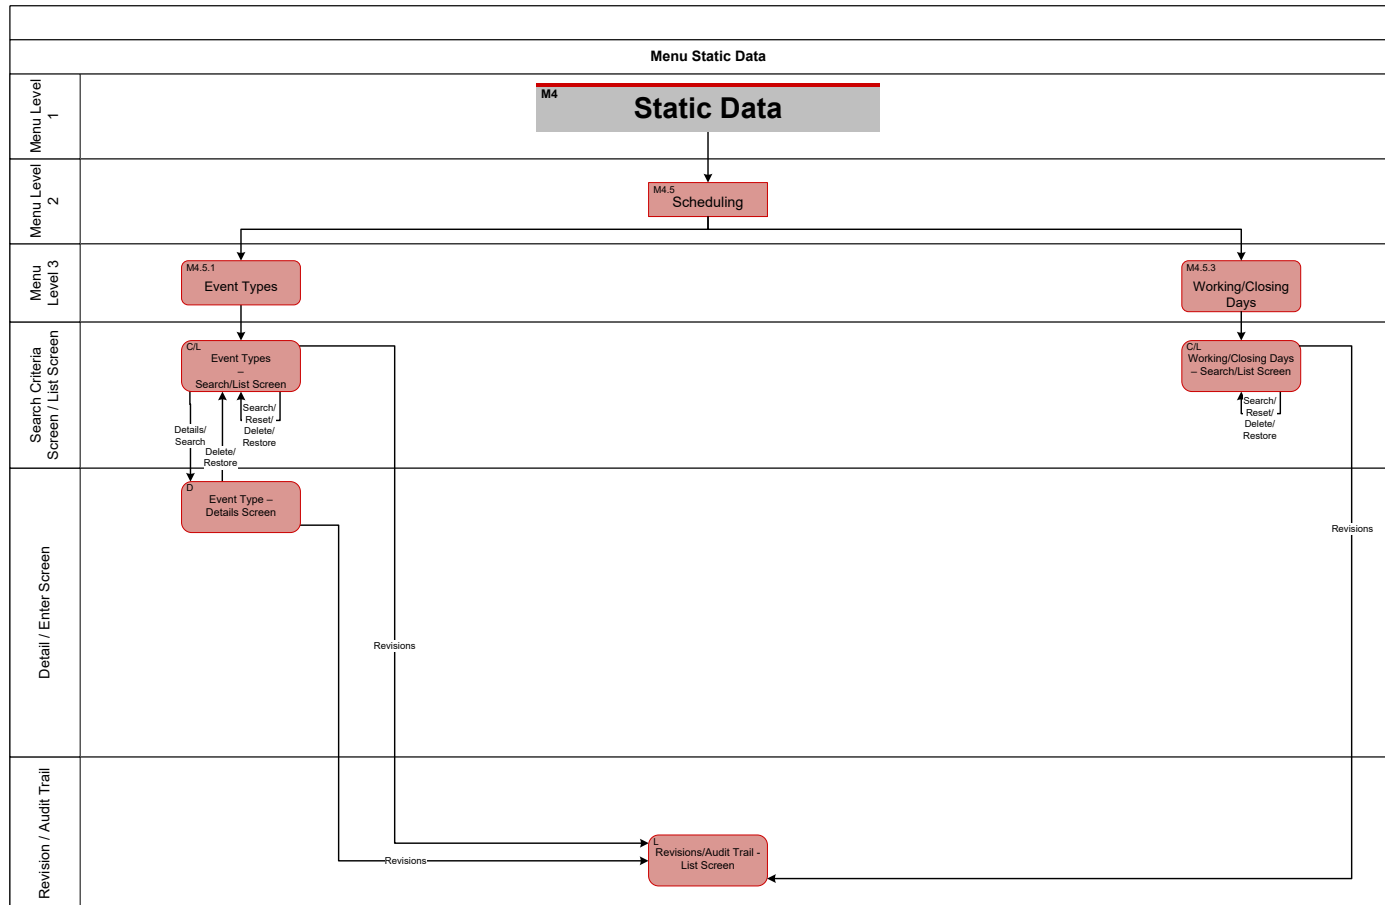 Menu Static Data
Menu Level
1
M4
Static Data
Menu Level
2
M4.5
Scheduling
Menu
Level 3
M4.5.1
Event Types
M4.5.3
Working/Closing
Days
Search Criteria
Screen / List Screen
C/L
Event Types
–
Search/List Screen
C/L
Working/Closing Days
– Search/List Screen
Details/
Search
Delete/
Restore
Search/
Reset/
Delete/
Restore
Search/
Reset/
Delete/
Restore
Detail / Enter Screen
D
Event Type –
Details Screen
Revisions
Revisions
Revision / Audit Trail
L
Revisions/Audit Trail -
List Screen
Revisions